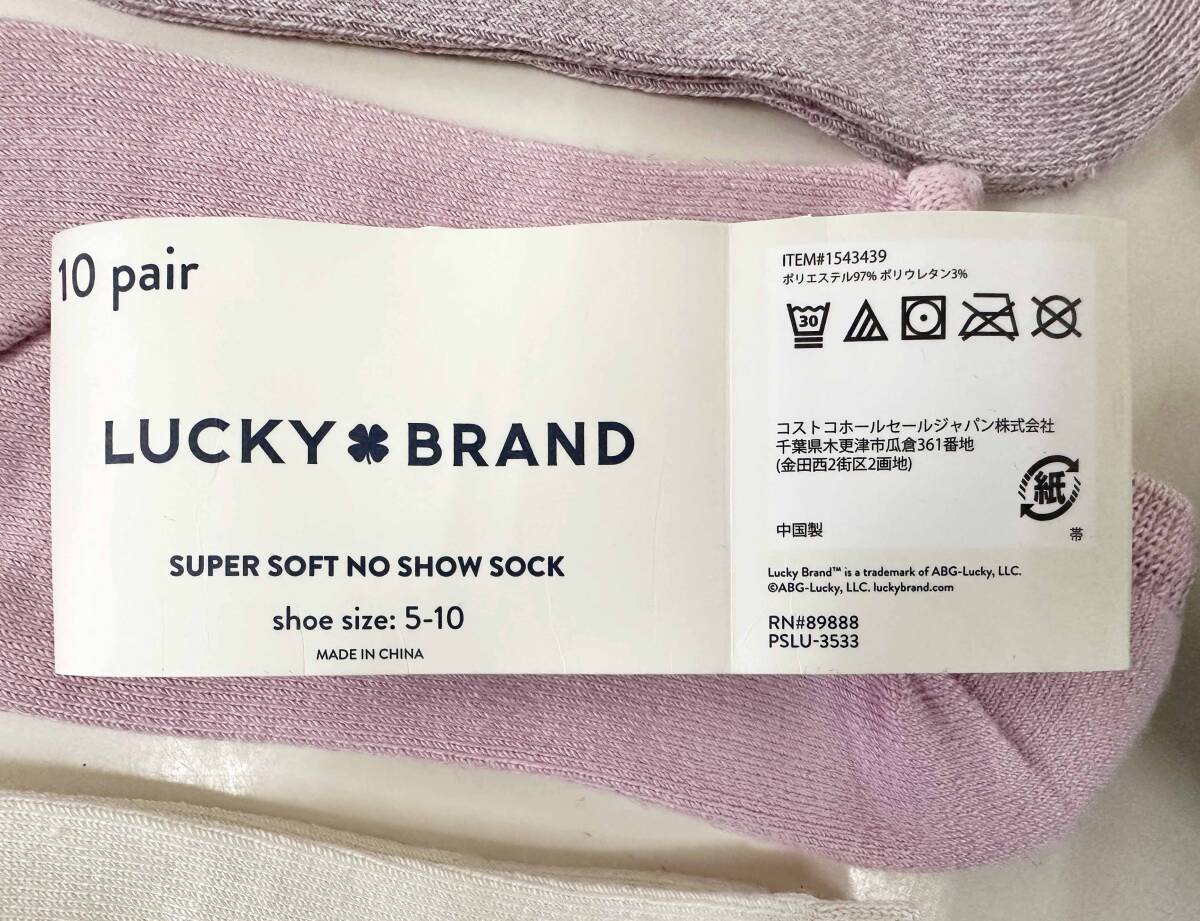 10 pair
LUCKY BRAND
SUPER SOFT NO SHOW SOCK
shoe size: 5-10
MADE IN CHINA
ITEM#1543439
ポリエステル97% ポリウレタン3%
30
コストコホールセールジャパン株式会社
千葉県木更津市瓜倉361番地
(金田西2街区2画地)
紙
中国製
帯
Lucky Brand™ is a trademark of ABG-Lucky, LLC.
©ABG-Lucky, LLC. luckybrand.com
RN#89888
PSLU-3533